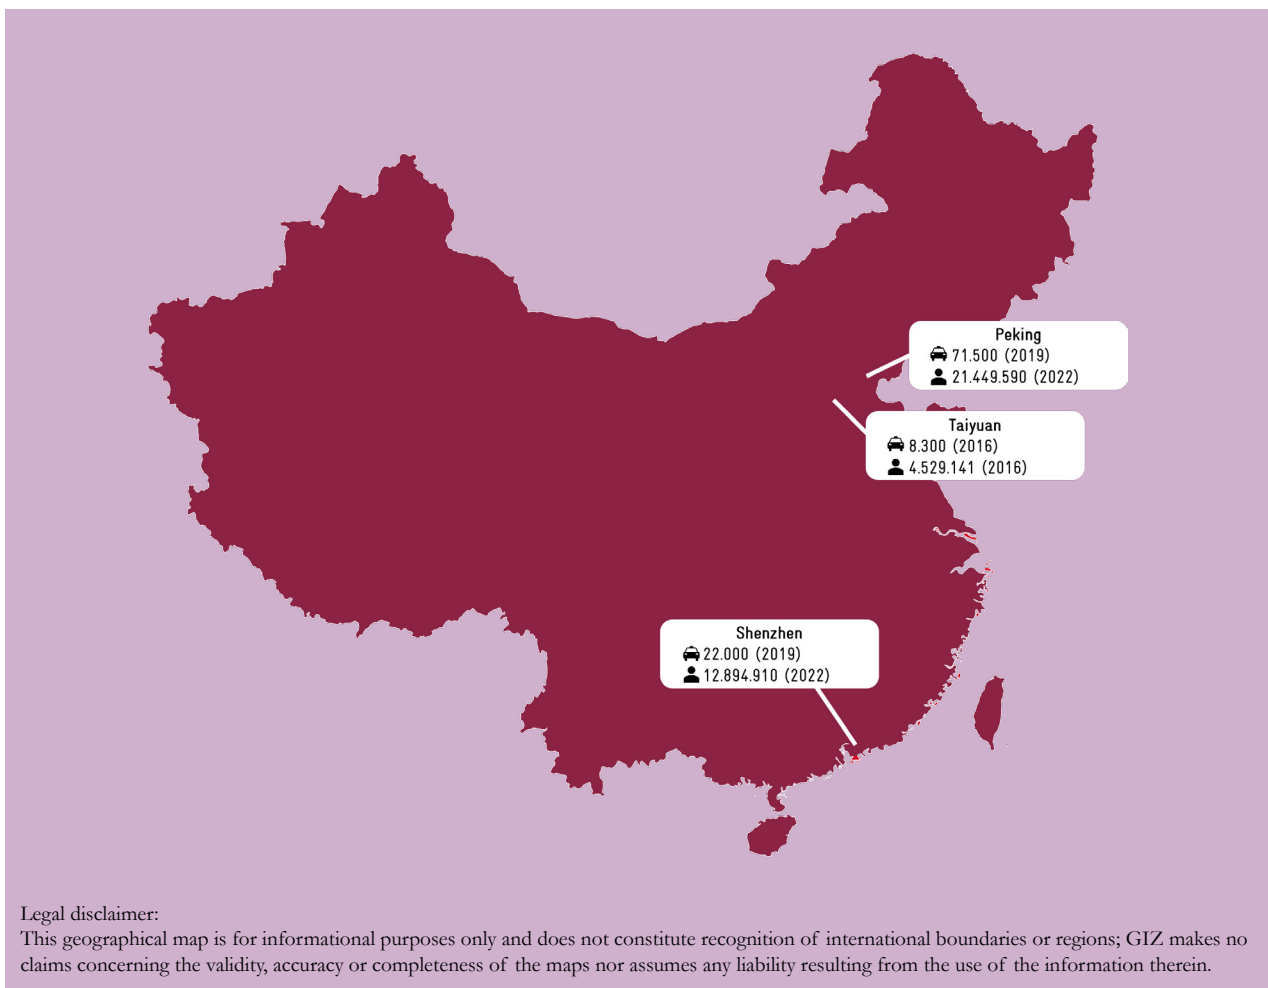 Peking
71.500 (2019)
21.449.590 (2022)
Taiyuan
8.300 (2016)
4.529.141 (2016)
Shenzhen
22.000 (2019)
12.894.910 (2022)
Legal disclaimer:
This geographical map is for informational purposes only and does not constitute recognition of international boundaries or regions; GIZ makes no
claims concerning the validity, accuracy or completeness of the maps nor assumes any liability resulting from the use of the information therein.